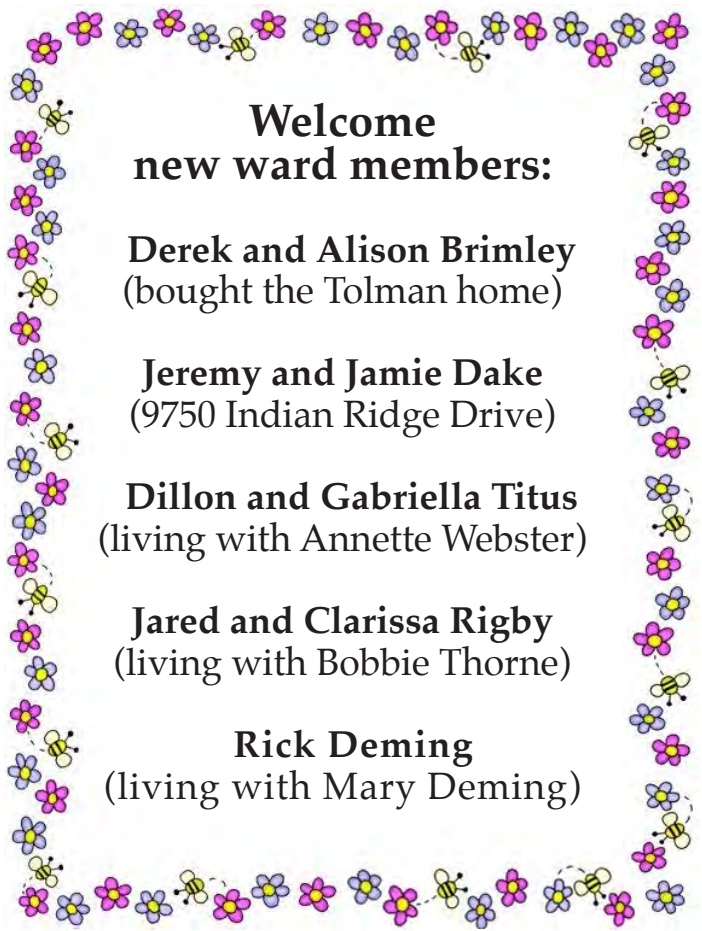 Welcome
new ward members:
Derek and Alison Brimley
(bought the Tolman home)
Jeremy and Jamie Dake
(9750 Indian Ridge Drive)
Dillon and Gabriella Titus
(living with Annette Webster)
Jared and Clarissa Rigby
(living with Bobbie Thorne)
Rick Deming
(living with Mary Deming)